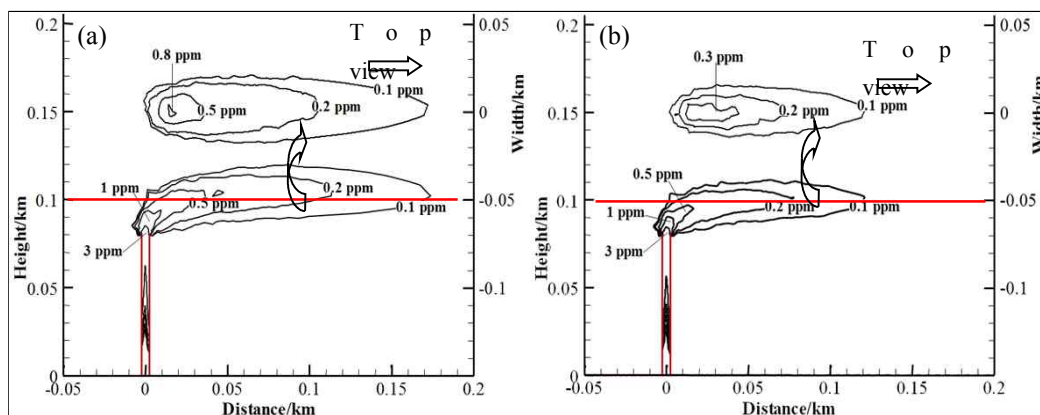 (a)
T o p
view
0.8 ppm
0.1 ppm
0.2 ppm
0.5 ppm
1 ppm
0.2 ppm
0.5 ppm
0.1 ppm
3 ppm
0.2
0.15
0.1
0.05
0
Height/km
0.05
0
-0.05
-0.1
Width/km
-0.05
0
0.05
0.1
0.15
0.2
Distance/km
(b)
T o p
view
0.3 ppm
0.1 ppm
0.2 ppm
0.5 ppm
1 ppm
0.2 ppm
0.1 ppm
3 ppm
0.2
0.15
0.1
0.05
0
Height/km
0.05
0
-0.05
-0.1
Width/km
-0.05
0
0.05
0.1
0.15
0.2
Distance/km